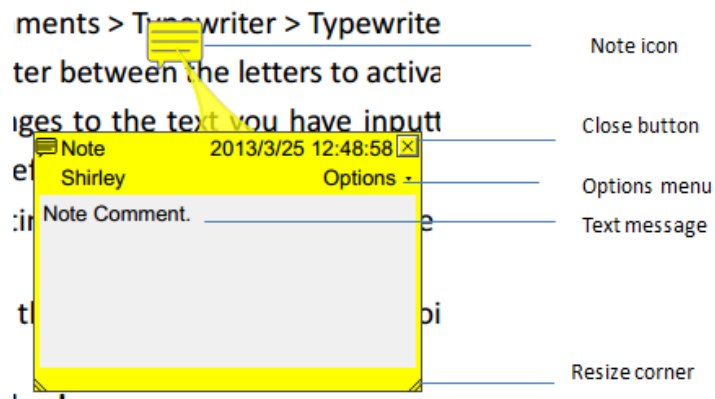 ments > Typewriter > Typewrite
Note icon
ter between the letters to activa
ges to the text you have inputt
Close button
Note 2013/3/25 12:48:58
Shirley Options
Options menu
Note Comment.
Text message
Resize corner